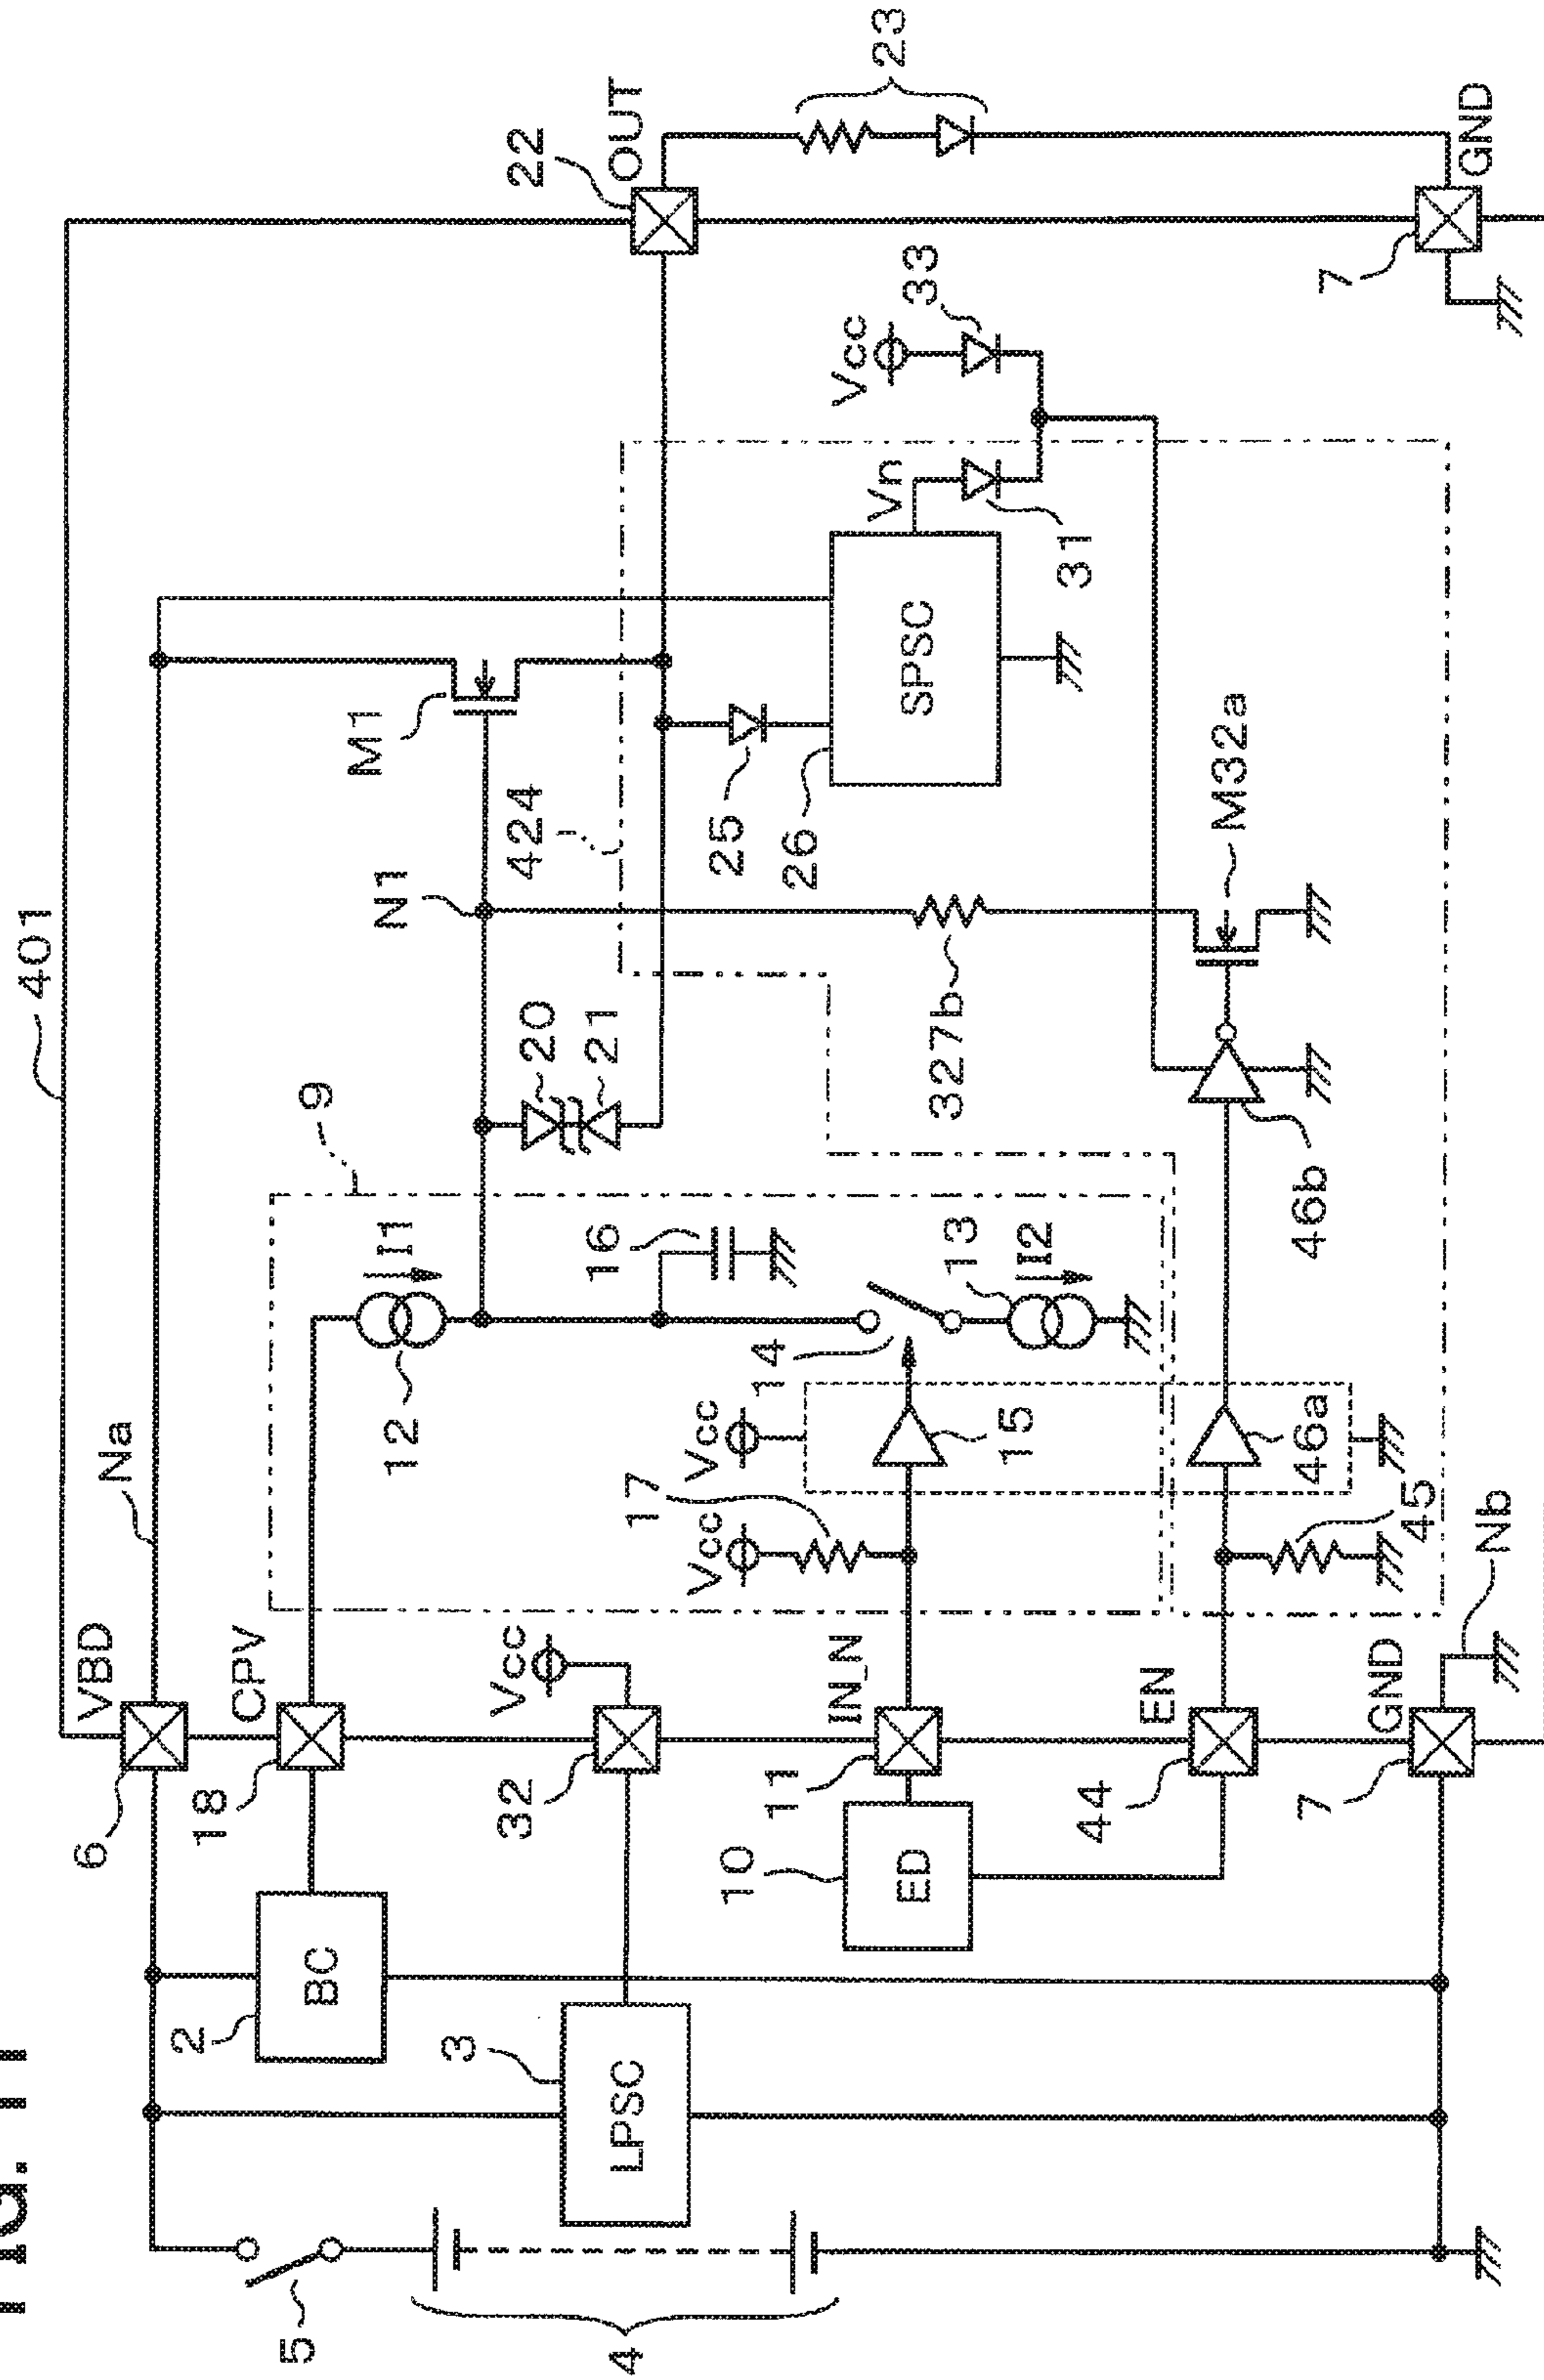 FIG. 11
401
6
VBD
Na
M1
22
OUT
18
CPV
12
I1
9
N1
424
20
21
16
23
2
BC
32
Vcc
Vcc
17
Vcc
14
13
I2
15
327b
25
26
SPSC
Vn
31
Vcc
33
3
LPSC
10
ED
11
IN_N
44
EN
46a
45
46b
M32a
5
4
7
GND
Nb
7
GND